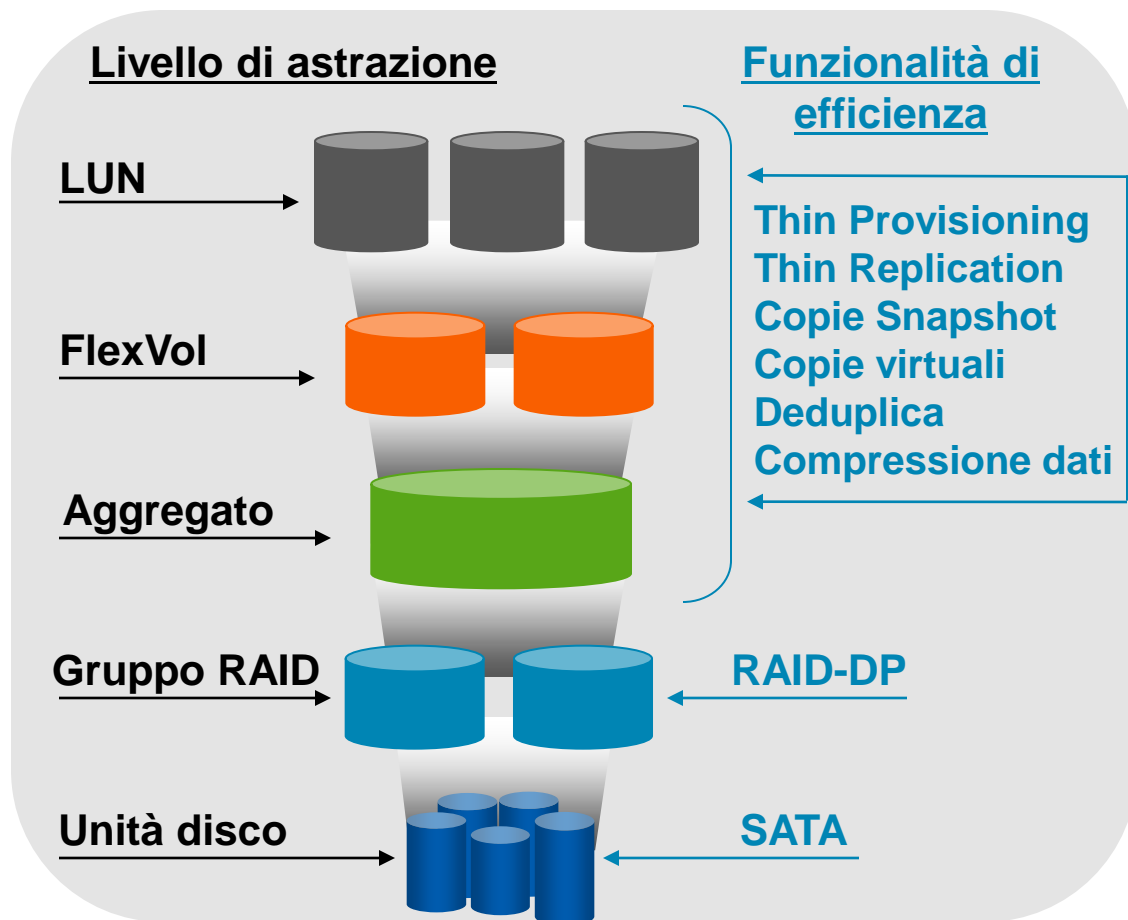 Livello di astrazione
Funzionalità di
efficienza
LUN
Thin Provisioning
Thin Replication
Copie Snapshot
FlexVol
Copie virtuali
Deduplica
Compressione dati
Aggregato
Gruppo RAID
RAID-DP
Unità disco
SATA